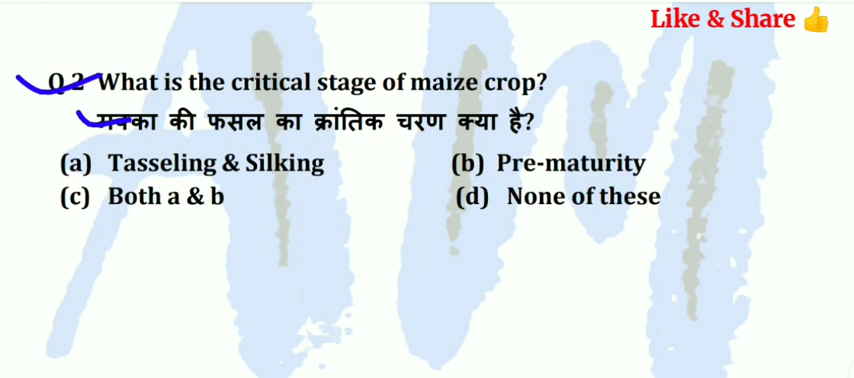 Like & Share 👍
Q.2 What is the critical stage of maize crop?
मक्का की फसल का क्रांतिक चरण क्या है?
(a) Tasseling & Silking (b) Pre-maturity
(c) Both a & b (d) None of these